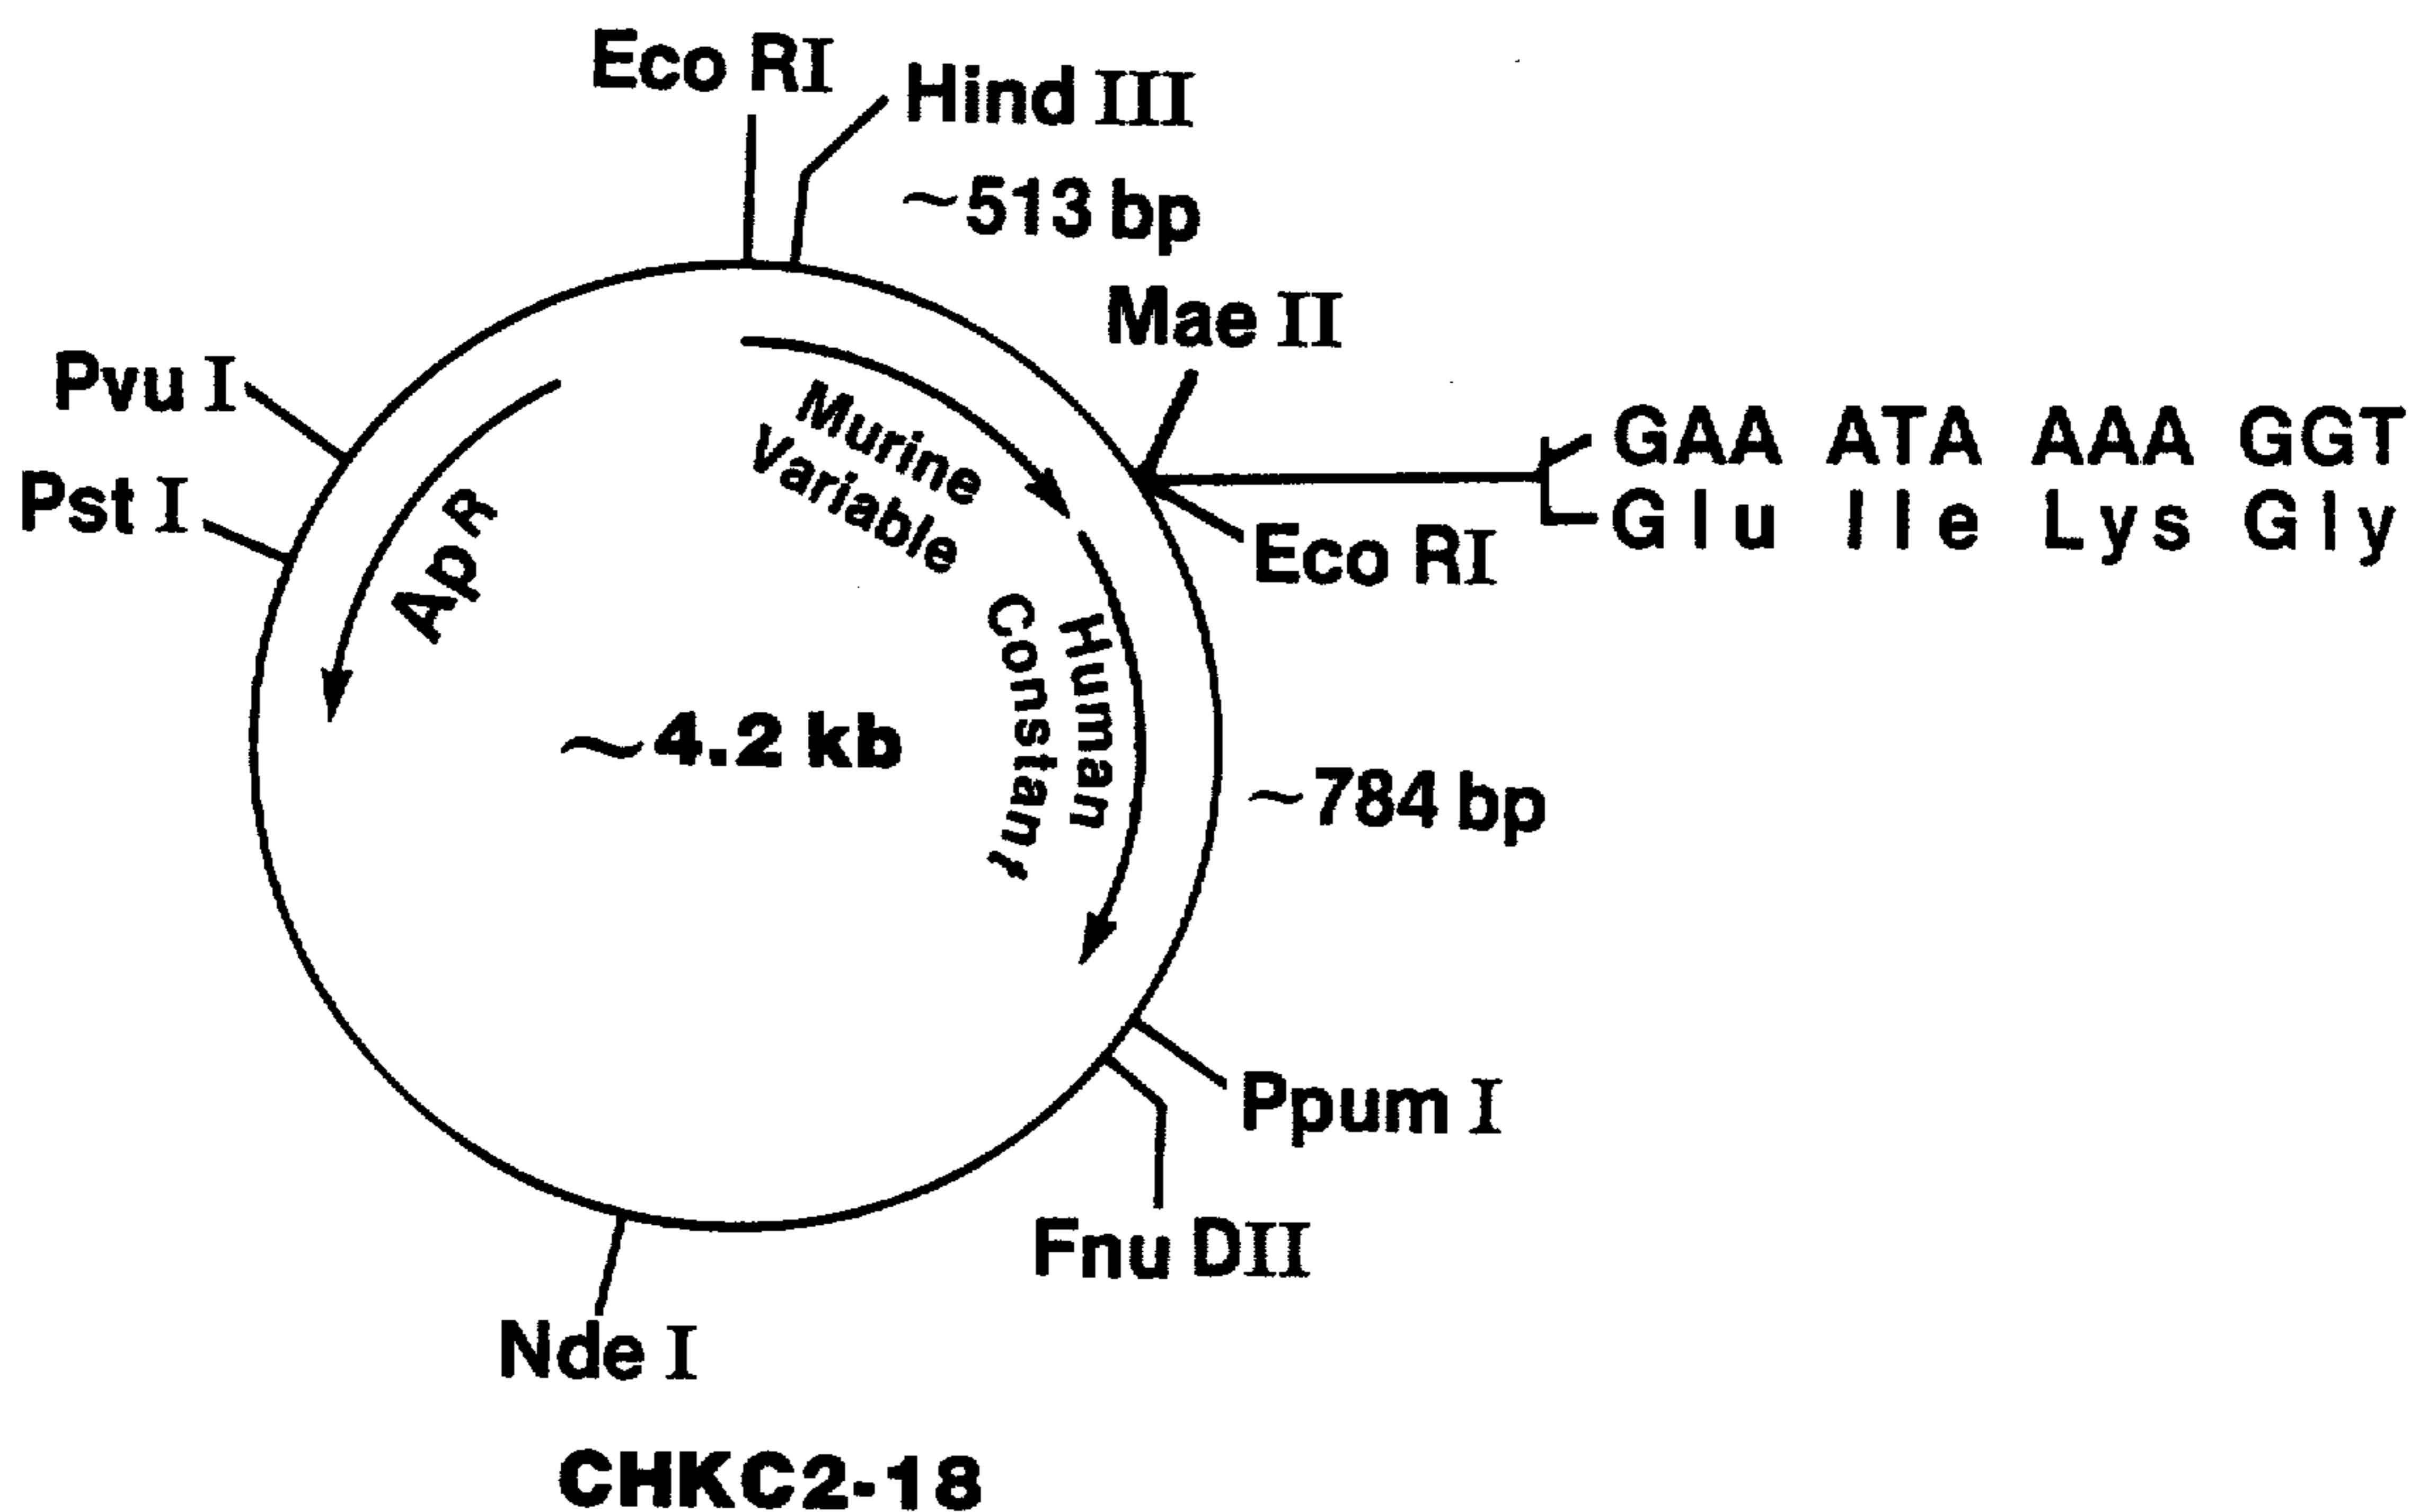 Eco RI
Hind III
~513 bp
Mae II
Pvu I
Pst I
GAA ATA AAA GGT
Glu Ile Lys Gly
Eco RI
Murine
Variable
ApR
Human
Constant
~4.2 kb
~784 bp
Ppum I
Fnu DII
Nde I
CHKC2-18